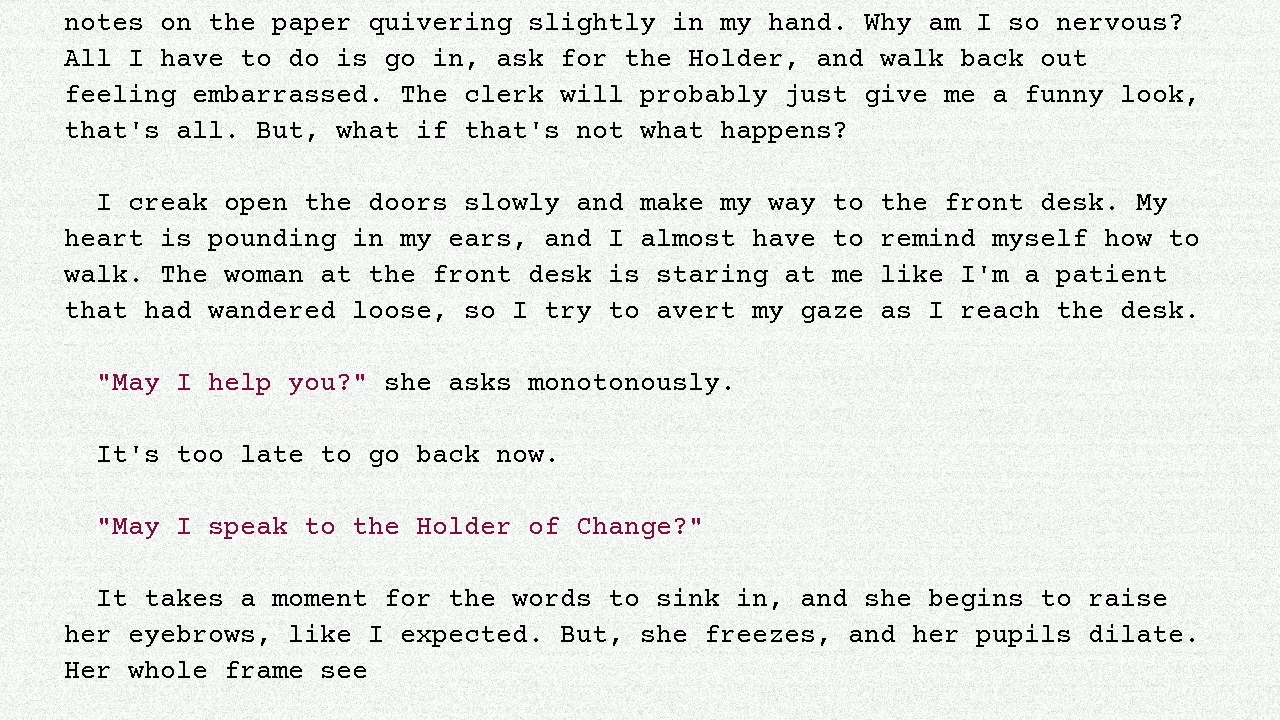 notes on the paper quivering slightly in my hand. Why am I so nervous?
All I have to do is go in, ask for the Holder, and walk back out
feeling embarrassed. The clerk will probably just give me a funny look,
that's all. But, what if that's not what happens?
I creak open the doors slowly and make my way to the front desk. My
heart is pounding in my ears, and I almost have to remind myself how to
walk. The woman at the front desk is staring at me like I'm a patient
that had wandered loose, so I try to avert my gaze as I reach the desk.
"May I help you?" she asks monotonously.
It's too late to go back now.
"May I speak to the Holder of Change?"
It takes a moment for the words to sink in, and she begins to raise
her eyebrows, like I expected. But, she freezes, and her pupils dilate.
Her whole frame see